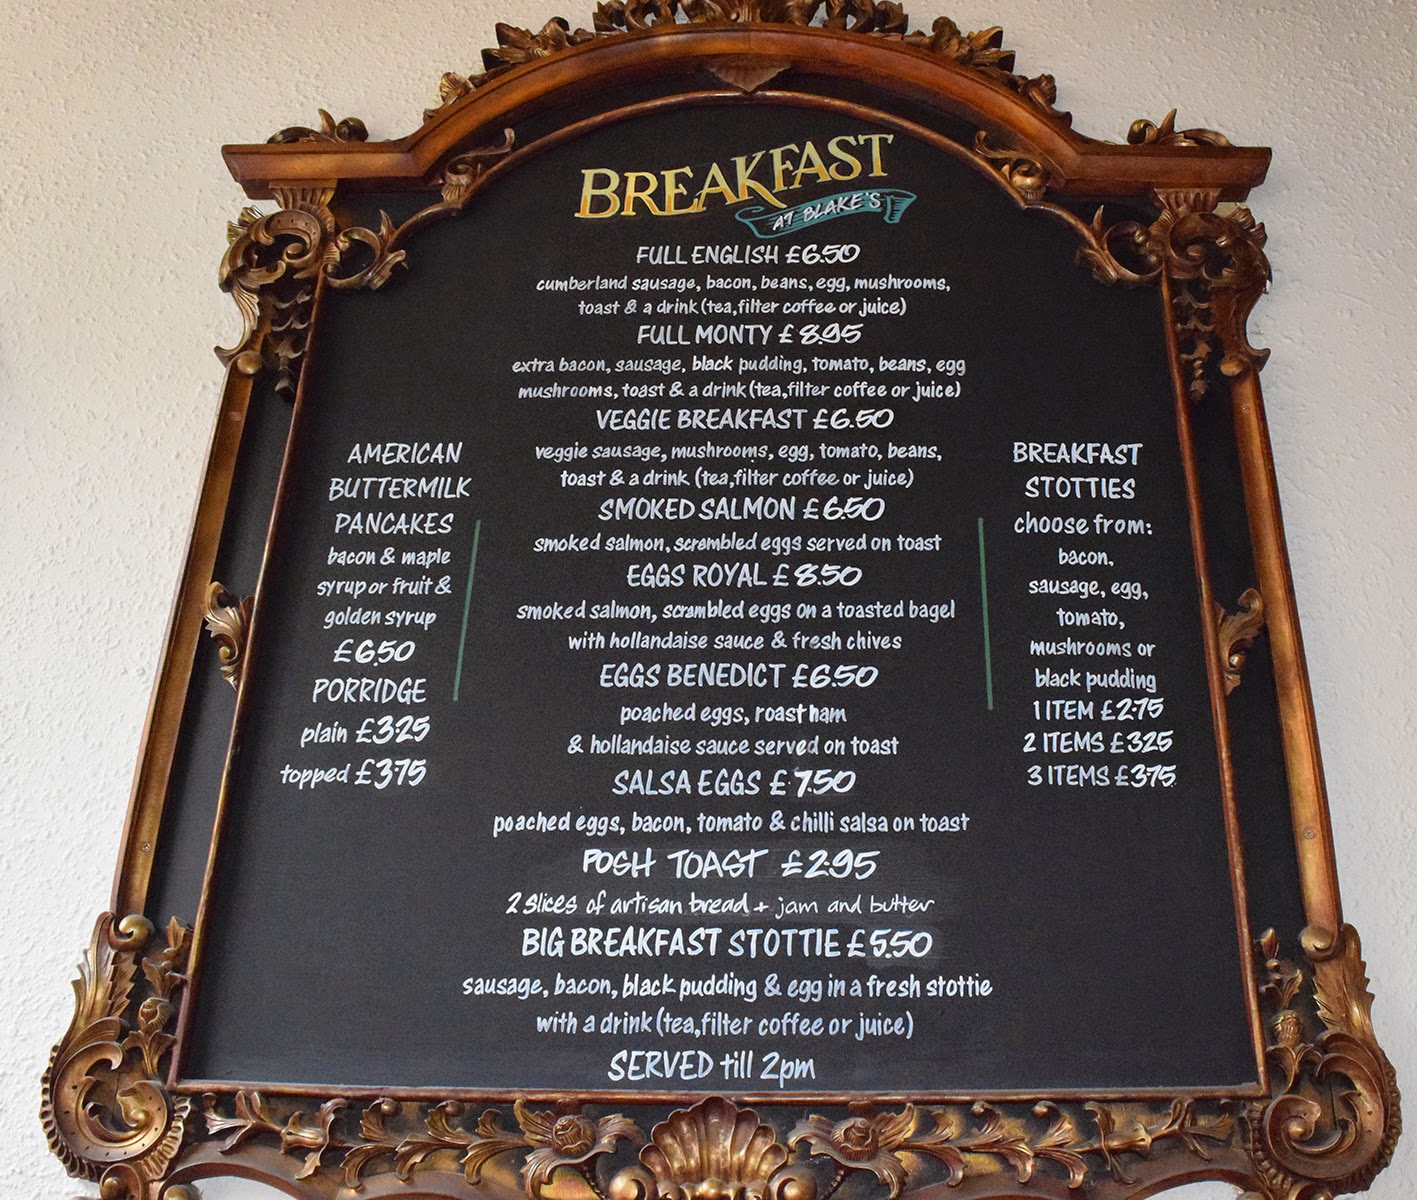 BREAKFAST
AT BLAKE'S
FULL ENGLISH £6.50
cumberland sausage, bacon, beans, egg, mushrooms,
toast & a drink (tea, filter coffee or juice)
FULL MONTY £8.95
extra bacon, sausage, black pudding, tomato, beans, egg
mushrooms, toast & a drink (tea, filter coffee or juice)
VEGGIE BREAKFAST £6.50
veggie sausage, mushrooms, egg, tomato, beans,
toast & a drink (tea, filter coffee or juice)
SMOKED SALMON £6.50
smoked salmon, scrambled eggs served on toast
EGGS ROYAL £8.50
smoked salmon, scrambled eggs on a toasted bagel
with hollandaise sauce & fresh chives
EGGS BENEDICT £6.50
poached eggs, roast ham
& hollandaise sauce served on toast
SALSA EGGS £7.50
poached eggs, bacon, tomato & chilli salsa on toast
POSH TOAST £2.95
2 slices of artisan bread + jam and butter
BIG BREAKFAST STOTTIE £5.50
sausage, bacon, black pudding & egg in a fresh stottie
with a drink (tea, filter coffee or juice)
SERVED till 2pm
AMERICAN
BUTTERMILK
PANCAKES
bacon & maple
syrup or fruit &
golden syrup
£6.50
PORRIDGE
plain £3.25
topped £3.75
BREAKFAST
STOTTIES
choose from:
bacon,
sausage, egg,
tomato,
mushrooms or
black pudding
1 ITEM £2.75
2 ITEMS £3.25
3 ITEMS £3.75